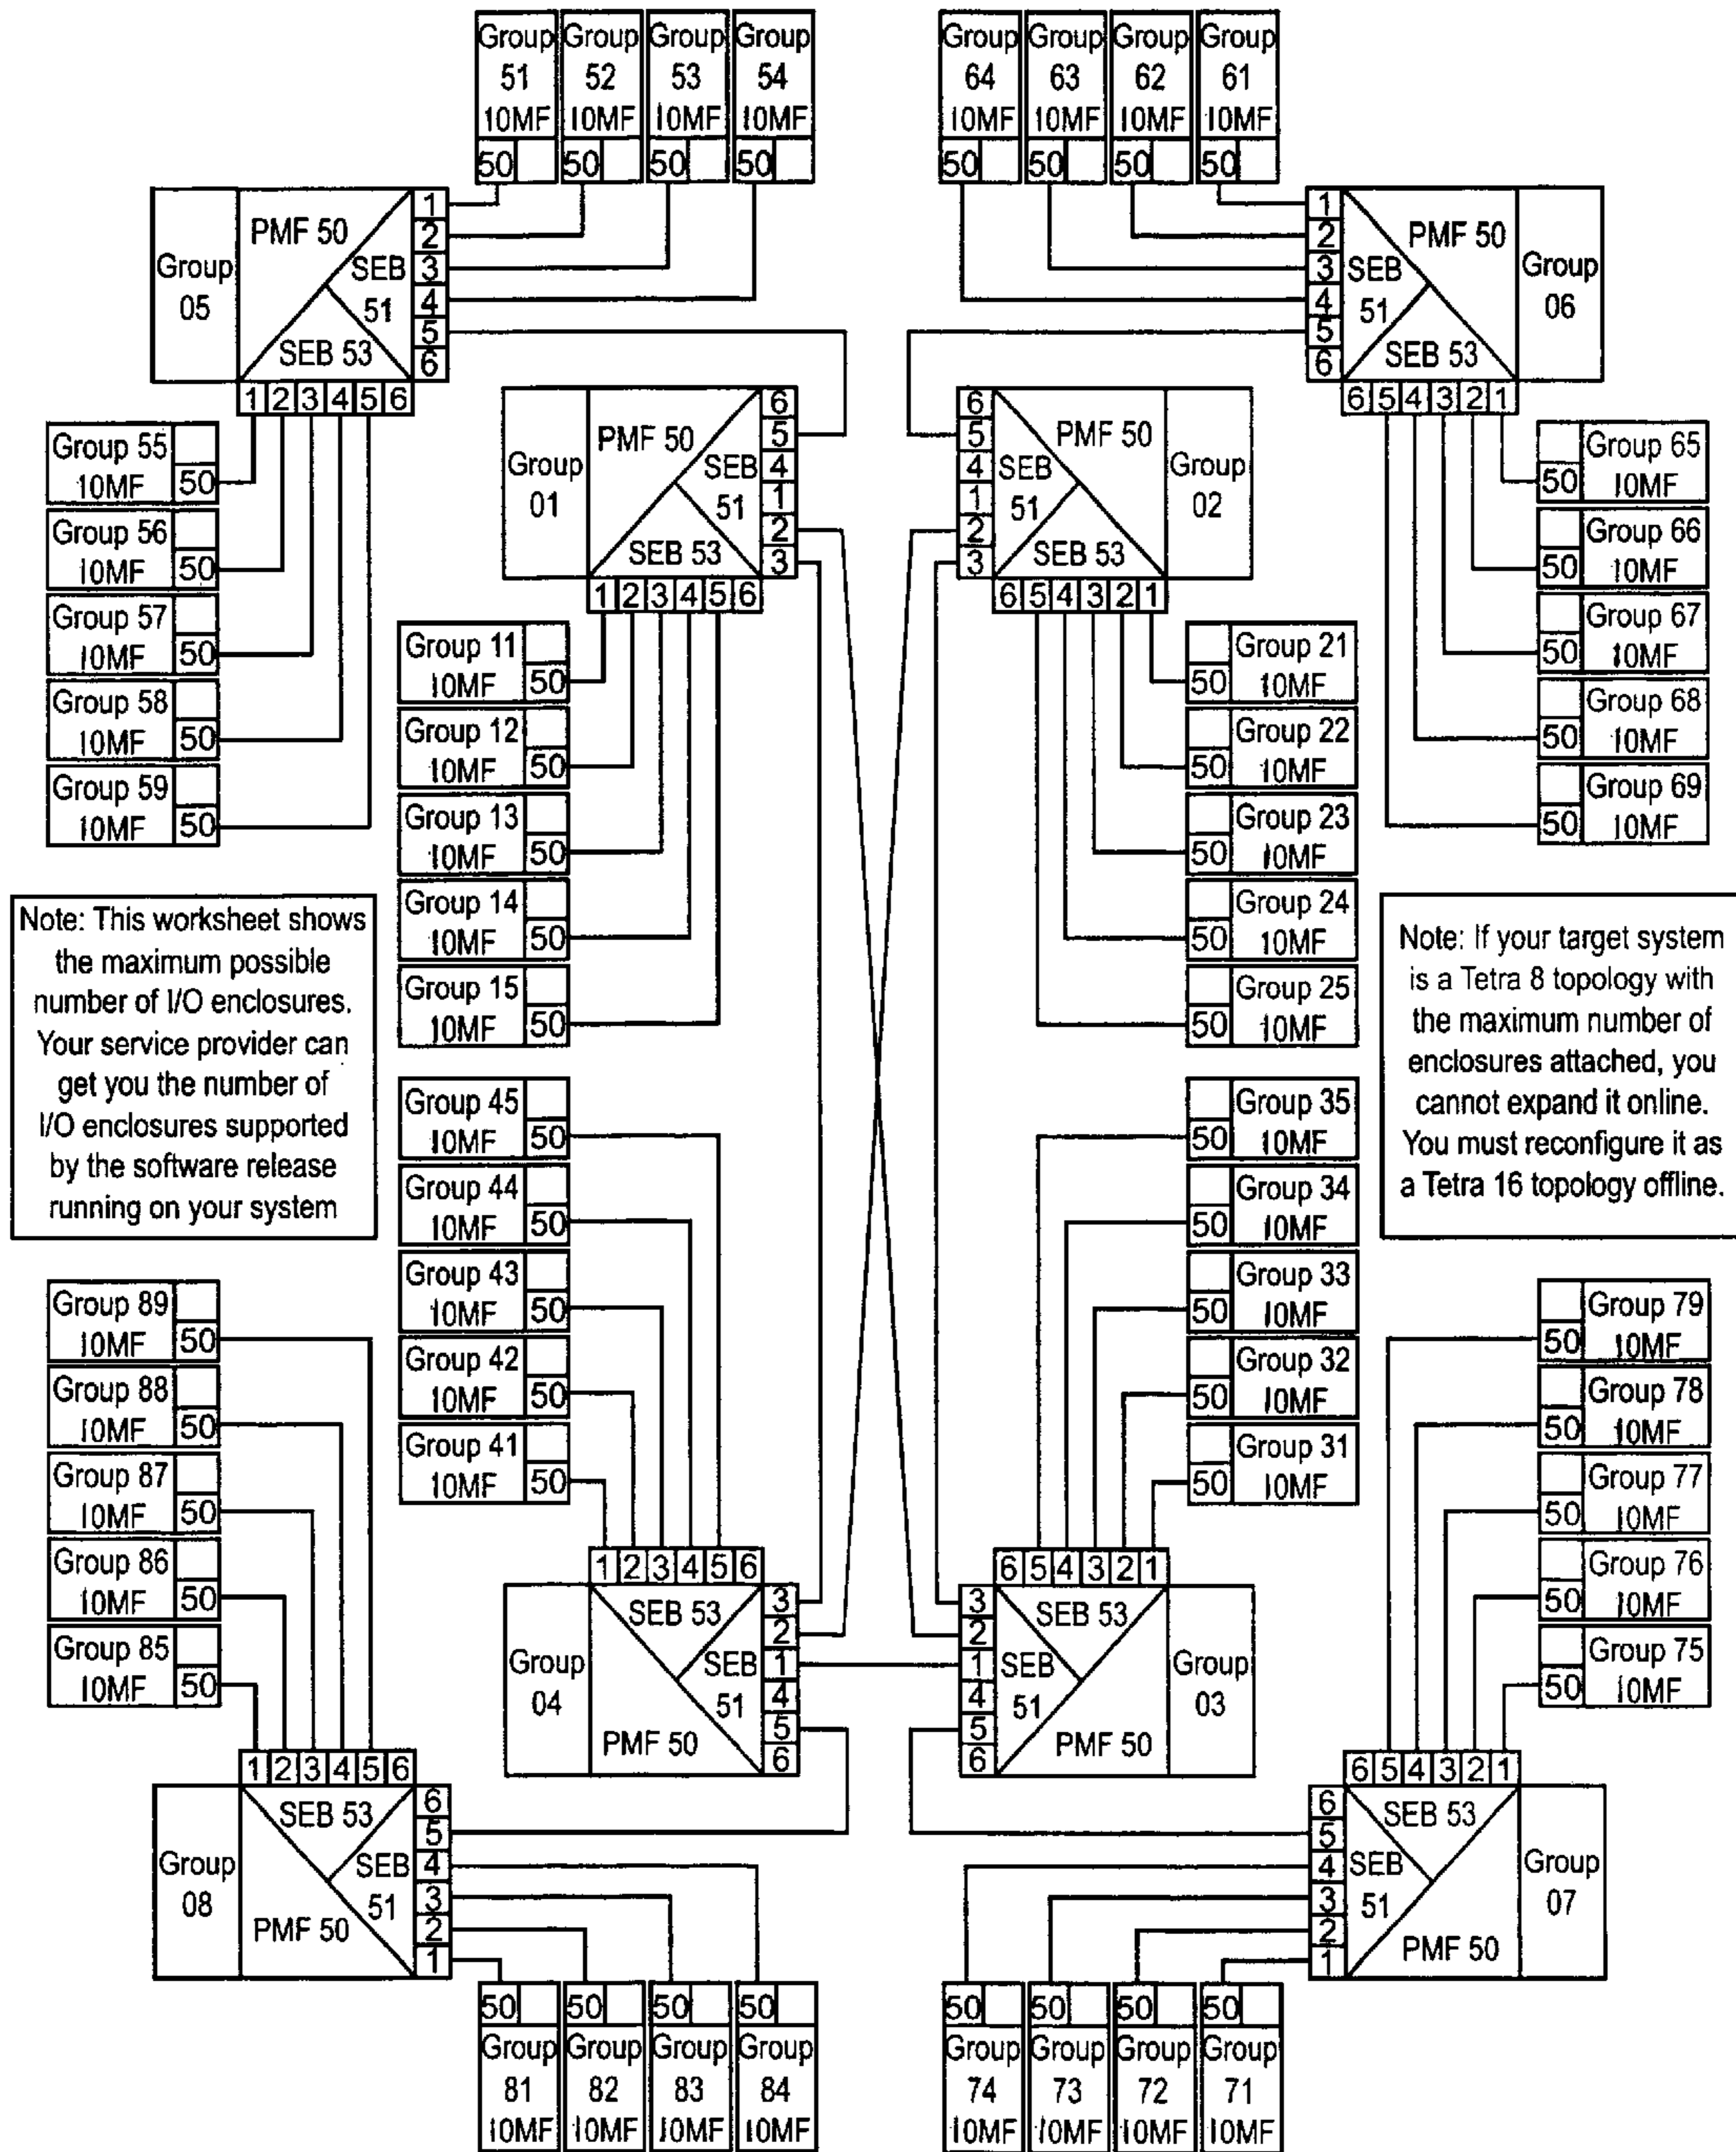 Group 51 10MF 50
Group 52 10MF 50
Group 53 10MF 50
Group 54 10MF 50
Group 64 10MF 50
Group 63 10MF 50
Group 62 10MF 50
Group 61 10MF 50
Group 05
PMF 50
SEB 51
SEB 53
1
2
3
4
5
6
1 2 3 4 5 6
Group 06
PMF 50
SEB 51
SEB 53
1
2
3
4
5
6
6 5 4 3 2 1
Group 55 10MF 50
Group 56 10MF 50
Group 57 10MF 50
Group 58 10MF 50
Group 59 10MF 50
Group 01
PMF 50
SEB 51
SEB 53
6
5
4
1
2
3
1 2 3 4 5 6
Group 02
PMF 50
SEB 51
SEB 53
6
5
4
1
2
3
6 5 4 3 2 1
50 Group 65 10MF
50 Group 66 10MF
50 Group 67 10MF
50 Group 68 10MF
50 Group 69 10MF
Group 11 10MF 50
Group 12 10MF 50
Group 13 10MF 50
Group 14 10MF 50
Group 15 10MF 50
50 Group 21 10MF
50 Group 22 10MF
50 Group 23 10MF
50 Group 24 10MF
50 Group 25 10MF
Note: This worksheet shows
the maximum possible
number of I/O enclosures.
Your service provider can
get you the number of
I/O enclosures supported
by the software release
running on your system
Note: If your target system
is a Tetra 8 topology with
the maximum number of
enclosures attached, you
cannot expand it online.
You must reconfigure it as
a Tetra 16 topology offline.
Group 45 10MF 50
Group 44 10MF 50
Group 43 10MF 50
Group 42 10MF 50
Group 41 10MF 50
50 Group 35 10MF
50 Group 34 10MF
50 Group 33 10MF
50 Group 32 10MF
50 Group 31 10MF
Group 89 10MF 50
Group 88 10MF 50
Group 87 10MF 50
Group 86 10MF 50
Group 85 10MF 50
50 Group 79 10MF
50 Group 78 10MF
50 Group 77 10MF
50 Group 76 10MF
50 Group 75 10MF
1 2 3 4 5 6
Group 04
SEB 53
SEB 51
PMF 50
3
2
1
4
5
6
6 5 4 3 2 1
Group 03
SEB 53
SEB 51
PMF 50
3
2
1
4
5
6
1 2 3 4 5 6
Group 08
SEB 53
SEB 51
PMF 50
6
5
4
3
2
1
6 5 4 3 2 1
Group 07
SEB 53
SEB 51
PMF 50
6
5
4
3
2
1
50 Group 81 10MF
50 Group 82 10MF
50 Group 83 10MF
50 Group 84 10MF
50 Group 74 10MF
50 Group 73 10MF
50 Group 72 10MF
50 Group 71 10MF